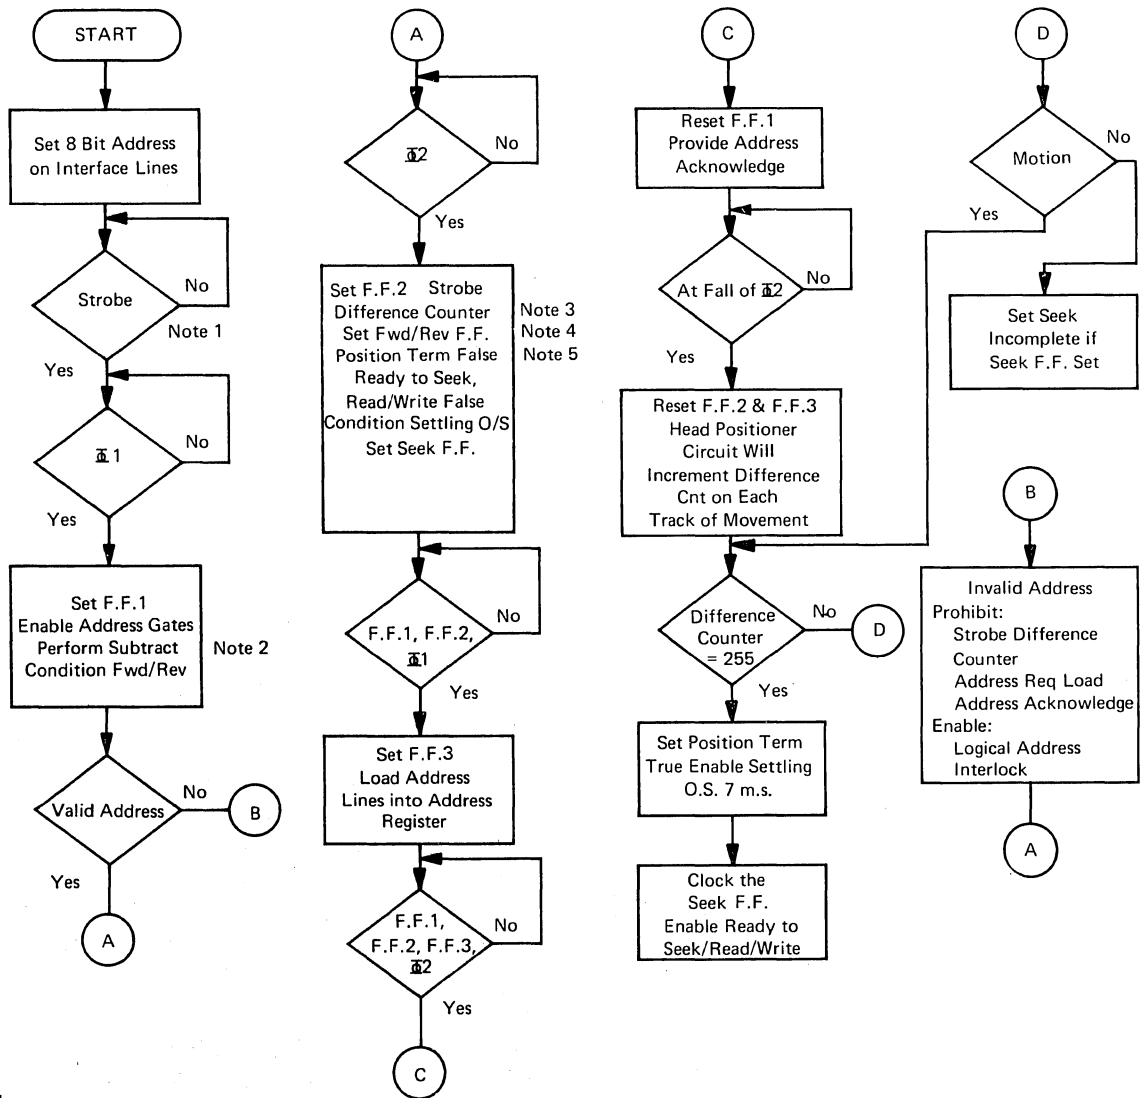 START
Set 8 Bit Address
on Interface Lines
Strobe
No
Note 1
Yes
Φ1
No
Yes
Set F.F.1
Enable Address Gates
Perform Subtract
Condition Fwd/Rev
Note 2
Valid Address
No
B
Yes
A
A
Φ2
No
Yes
Set F.F.2 Strobe
Difference Counter
Set Fwd/Rev F.F.
Position Term False
Ready to Seek,
Read/Write False
Condition Settling O/S
Set Seek F.F.
Note 3
Note 4
Note 5
F.F.1, F.F.2,
Φ1
No
Yes
Set F.F.3
Load Address
Lines into Address
Register
F.F.1,
F.F.2, F.F.3,
Φ2
No
Yes
C
C
Reset F.F.1
Provide Address
Acknowledge
At Fall of Φ2
No
Yes
Reset F.F.2 & F.F.3
Head Positioner
Circuit Will
Increment Difference
Cnt on Each
Track of Movement
Difference
Counter
= 255
No
D
Yes
Set Position Term
True Enable Settling
O.S. 7 m.s.
Clock the
Seek F.F.
Enable Ready to
Seek/Read/Write
D
Motion
No
Yes
Set Seek
Incomplete if
Seek F.F. Set
B
Invalid Address
Prohibit:
Strobe Difference
Counter
Address Req Load
Address Acknowledge
Enable:
Logical Address
Interlock
A